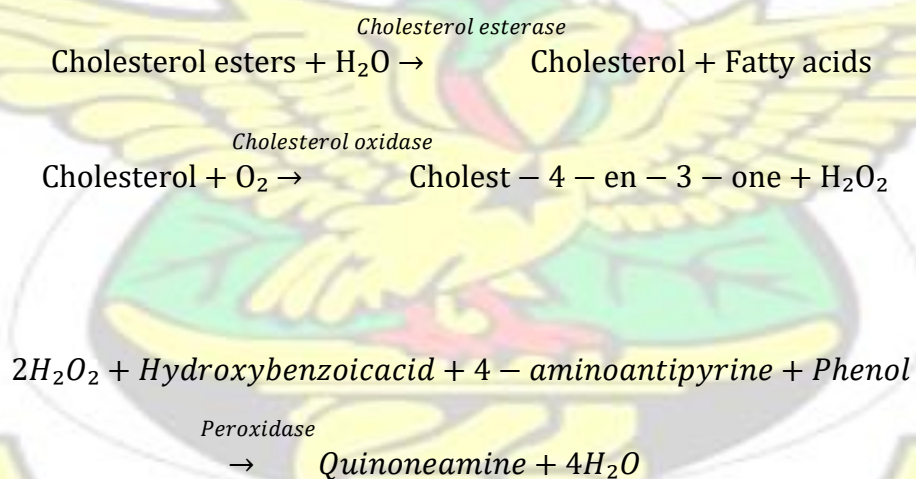 Cholesterol esterase
Cholesterol esters + H₂O → Cholesterol + Fatty acids
Cholesterol oxidase
Cholesterol + O₂ → Cholest − 4 − en − 3 − one + H₂O₂
2H₂O₂ + Hydroxybenzoicacid + 4 − aminoantipyrine + Phenol
Peroxidase
→ Quinoneamine + 4H₂O